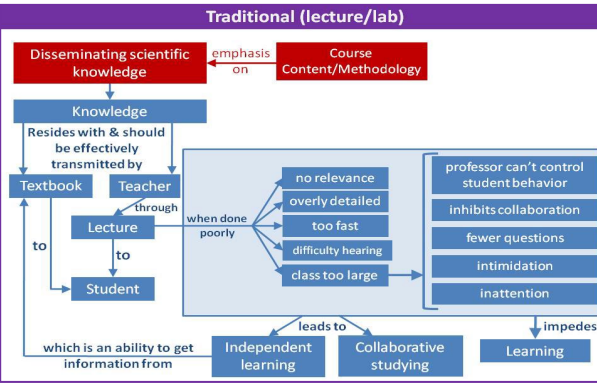 Traditional (lecture/lab)
Disseminating scientific
knowledge
emphasis
on
Course
Content/Methodology
Knowledge
Resides with & should
be effectively
transmitted by
Textbook
Teacher
through
Lecture
to
to
Student
when done
poorly
no relevance
overly detailed
too fast
difficulty hearing
class too large
professor can't control
student behavior
inhibits collaboration
fewer questions
intimidation
inattention
leads to
impedes
which is an ability to get
information from
Independent
learning
Collaborative
studying
Learning